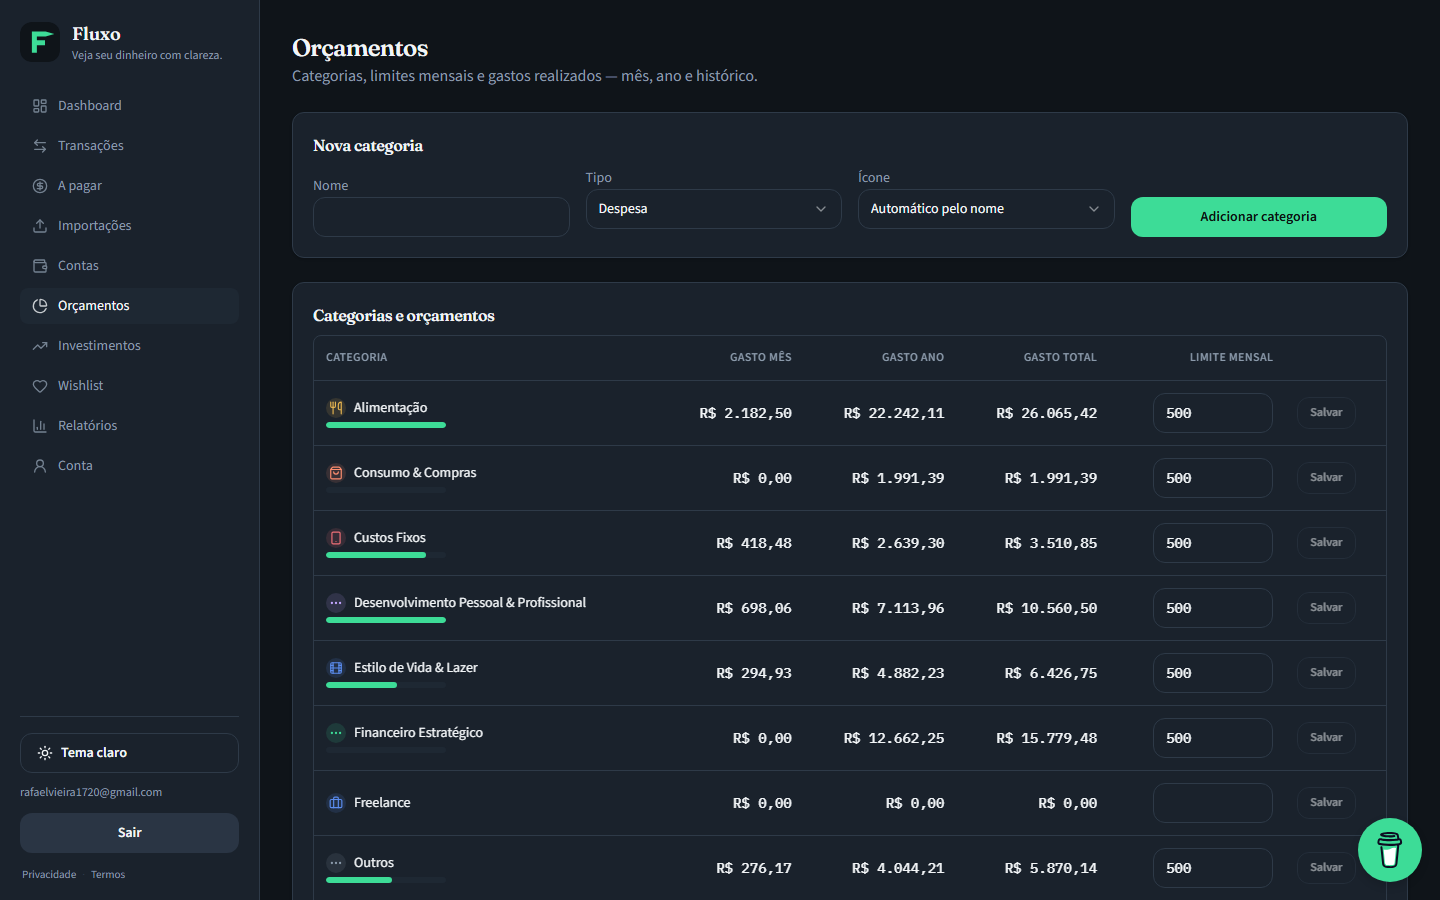 Fluxo
Veja seu dinheiro com clareza.
Dashboard
Transações
A pagar
Importações
Contas
Orçamentos
Investimentos
Wishlist
Relatórios
Conta
Tema claro
rafaelvieira1720@gmail.com
Sair
Privacidade Termos
Orçamentos
Categorias, limites mensais e gastos realizados — mês, ano e histórico.
Nova categoria
Nome
Tipo
Despesa
Ícone
Automático pelo nome
Adicionar categoria
Categorias e orçamentos
CATEGORIA GASTO MÊS GASTO ANO GASTO TOTAL LIMITE MENSAL
Alimentação R$ 2.182,50 R$ 22.242,11 R$ 26.065,42 500 Salvar
Consumo & Compras R$ 0,00 R$ 1.991,39 R$ 1.991,39 500 Salvar
Custos Fixos R$ 418,48 R$ 2.639,30 R$ 3.510,85 500 Salvar
Desenvolvimento Pessoal & Profissional R$ 698,06 R$ 7.113,96 R$ 10.560,50 500 Salvar
Estilo de Vida & Lazer R$ 294,93 R$ 4.882,23 R$ 6.426,75 500 Salvar
Financeiro Estratégico R$ 0,00 R$ 12.662,25 R$ 15.779,48 500 Salvar
Freelance R$ 0,00 R$ 0,00 R$ 0,00 Salvar
Outros R$ 276,17 R$ 4.044,21 R$ 5.870,14 500 Salvar